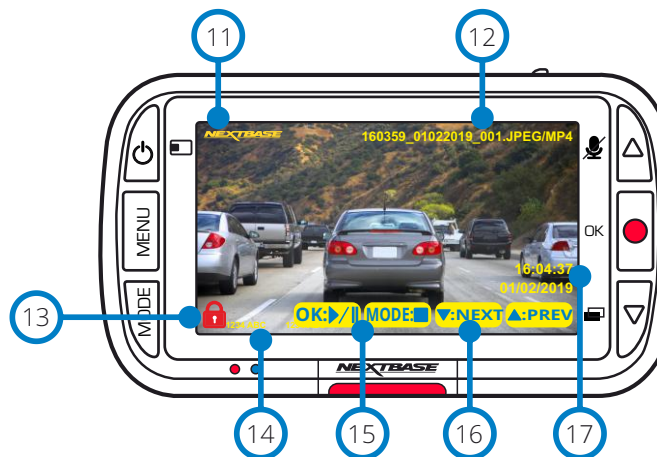 11
12
NEXTBASE
160359_01022019_001.JPEG/MP4
MENU
OK
16:04:37
01/02/2019
MODE
13
OK: MODE: :NEXT :PREV
NEXTBASE
14
15
16
17